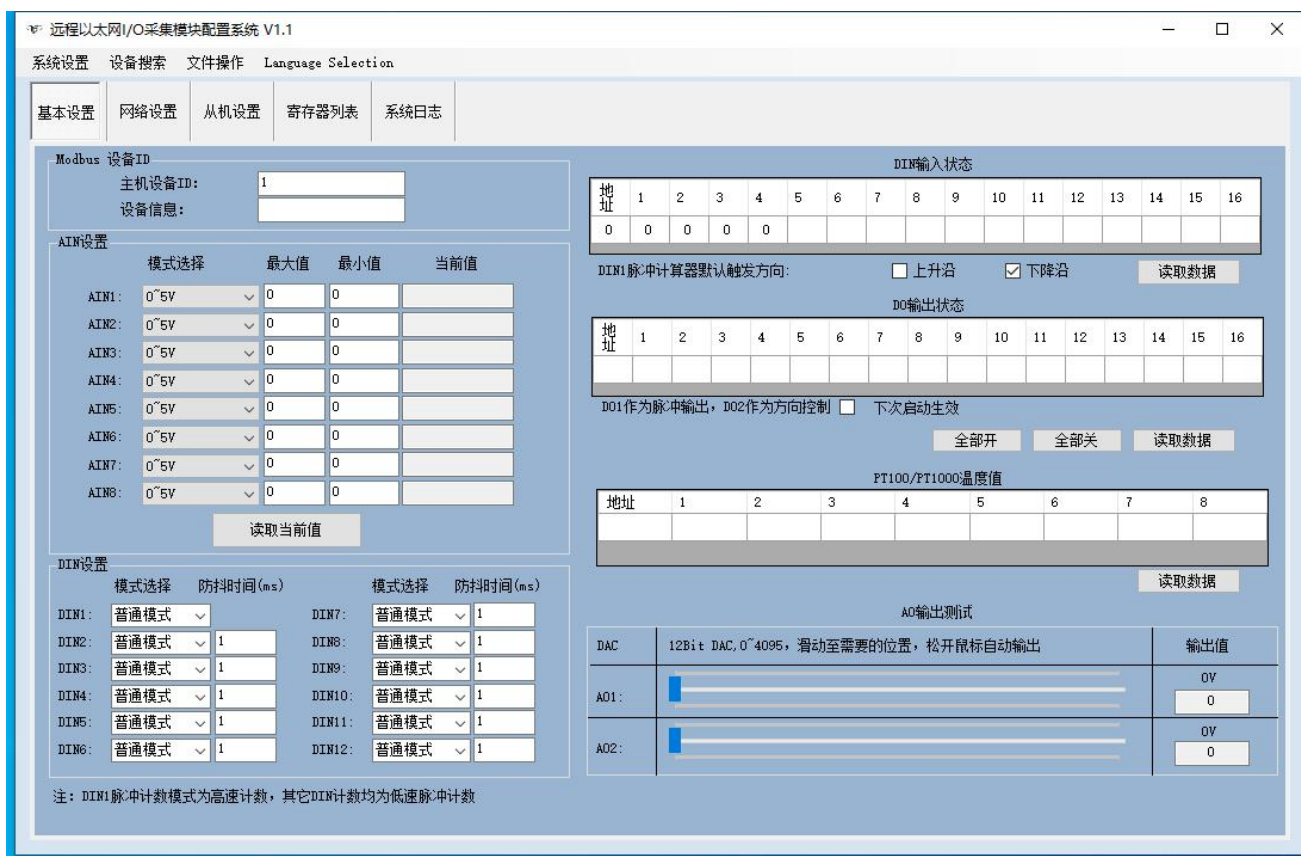 远程以太网I/O采集模块配置系统 V1.1
系统设置 设备搜索 文件操作 Language Selection
基本设置 网络设置 从机设置 寄存器列表 系统日志
Modbus 设备ID
主机设备ID: 1
设备信息:
AIN设置
模式选择 最大值 最小值 当前值
AIN1: 0~5V 0 0
AIN2: 0~5V 0 0
AIN3: 0~5V 0 0
AIN4: 0~5V 0 0
AIN5: 0~5V 0 0
AIN6: 0~5V 0 0
AIN7: 0~5V 0 0
AIN8: 0~5V 0 0
读取当前值
DIN设置
模式选择 防抖时间(ms) 模式选择 防抖时间(ms)
DIN1: 普通模式 DIN7: 普通模式 1
DIN2: 普通模式 1 DIN8: 普通模式 1
DIN3: 普通模式 1 DIN9: 普通模式 1
DIN4: 普通模式 1 DIN10: 普通模式 1
DIN5: 普通模式 1 DIN11: 普通模式 1
DIN6: 普通模式 1 DIN12: 普通模式 1
注: DIN1脉冲计数模式为高速计数，其它DIN计数均为低速脉冲计数
DIN输入状态
地址 1 2 3 4 5 6 7 8 9 10 11 12 13 14 15 16
0 0 0 0 0
DIN1脉冲计算器默认触发方向: 上升沿 下降沿 读取数据
DO输出状态
地址 1 2 3 4 5 6 7 8 9 10 11 12 13 14 15 16
DO1作为脉冲输出，DO2作为方向控制 下次启动生效
全部开 全部关 读取数据
PT100/PT1000温度值
地址 1 2 3 4 5 6 7 8
读取数据
AO输出测试
DAC 12Bit DAC,0~4095，滑动至需要的位置，松开鼠标自动输出 输出值
AO1: 0V
0
AO2: 0V
0